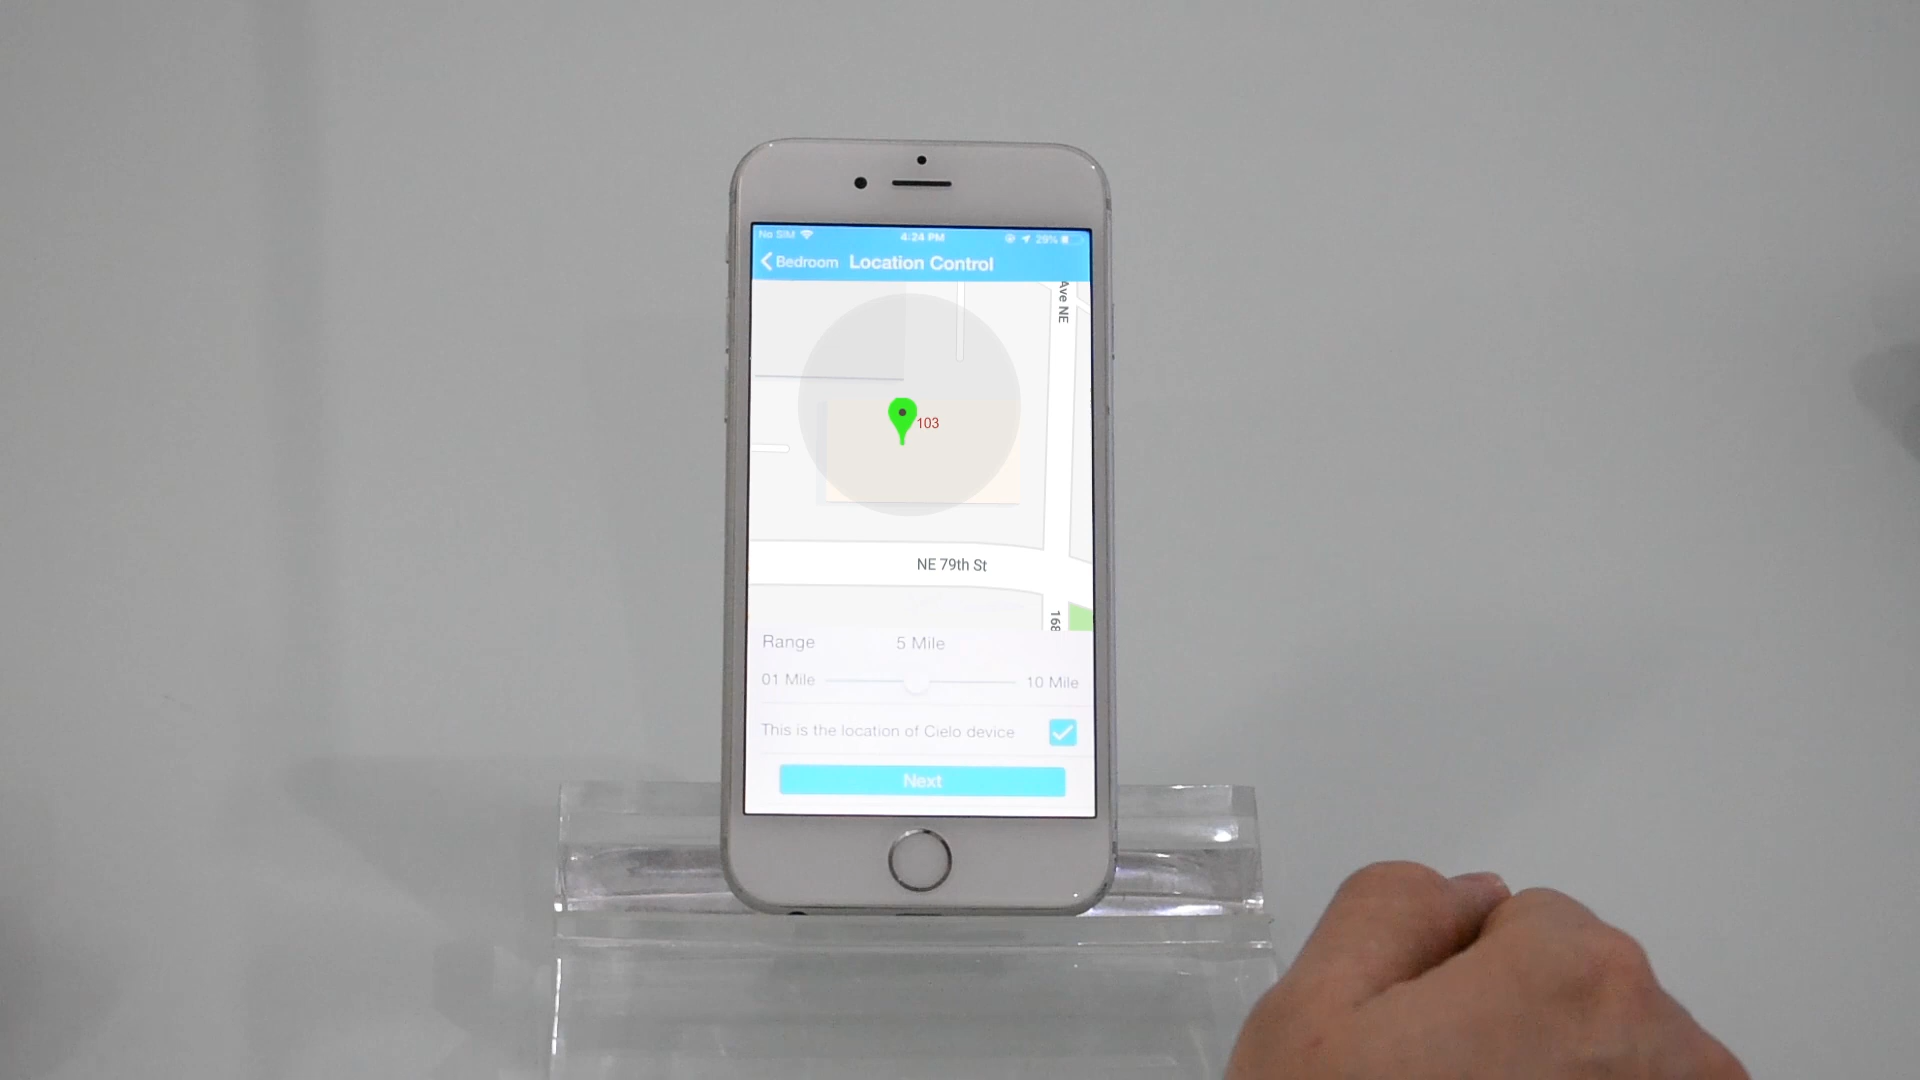 No SIM 4:24 PM 29%
Bedroom Location Control
Ave NE
103
NE 79th St
168
Range 5 Mile
01 Mile 10 Mile
This is the location of Cielo device
Next